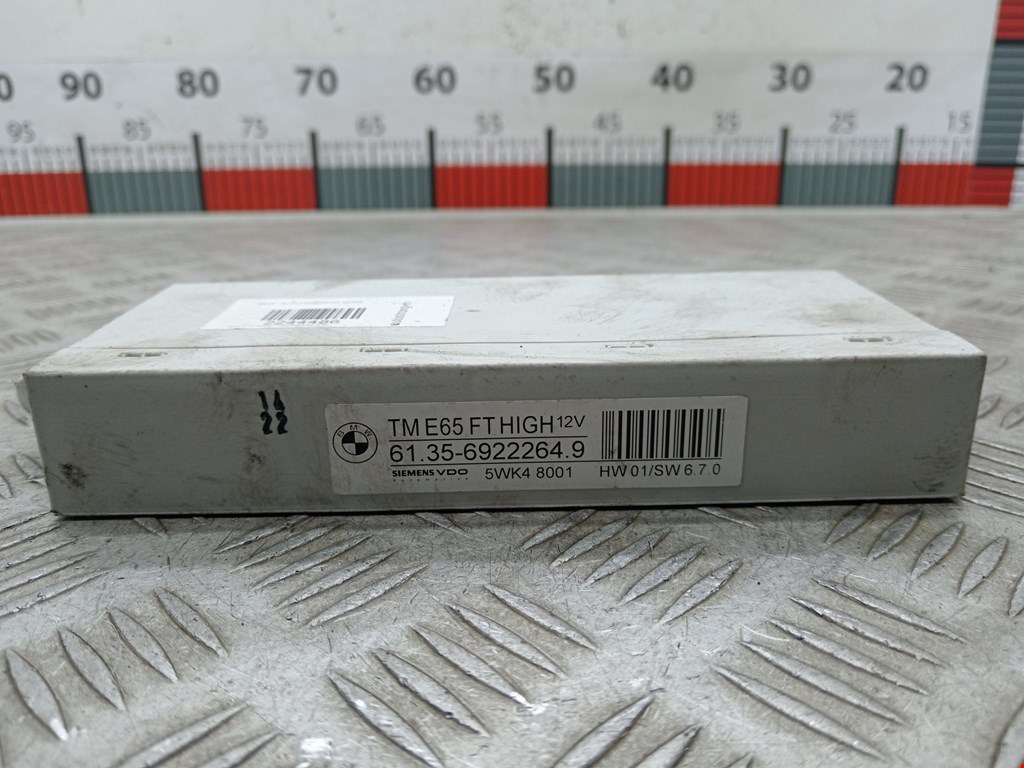 90 80 70 60 50 40 30 20
95 85 75 65 55 45 35 25 15
14
22
BMW
TM E65 FT HIGH 12V
61.35-6922264.9
SIEMENS VDO
Automotive
5WK4 8001
HW 01/SW 6.7 0